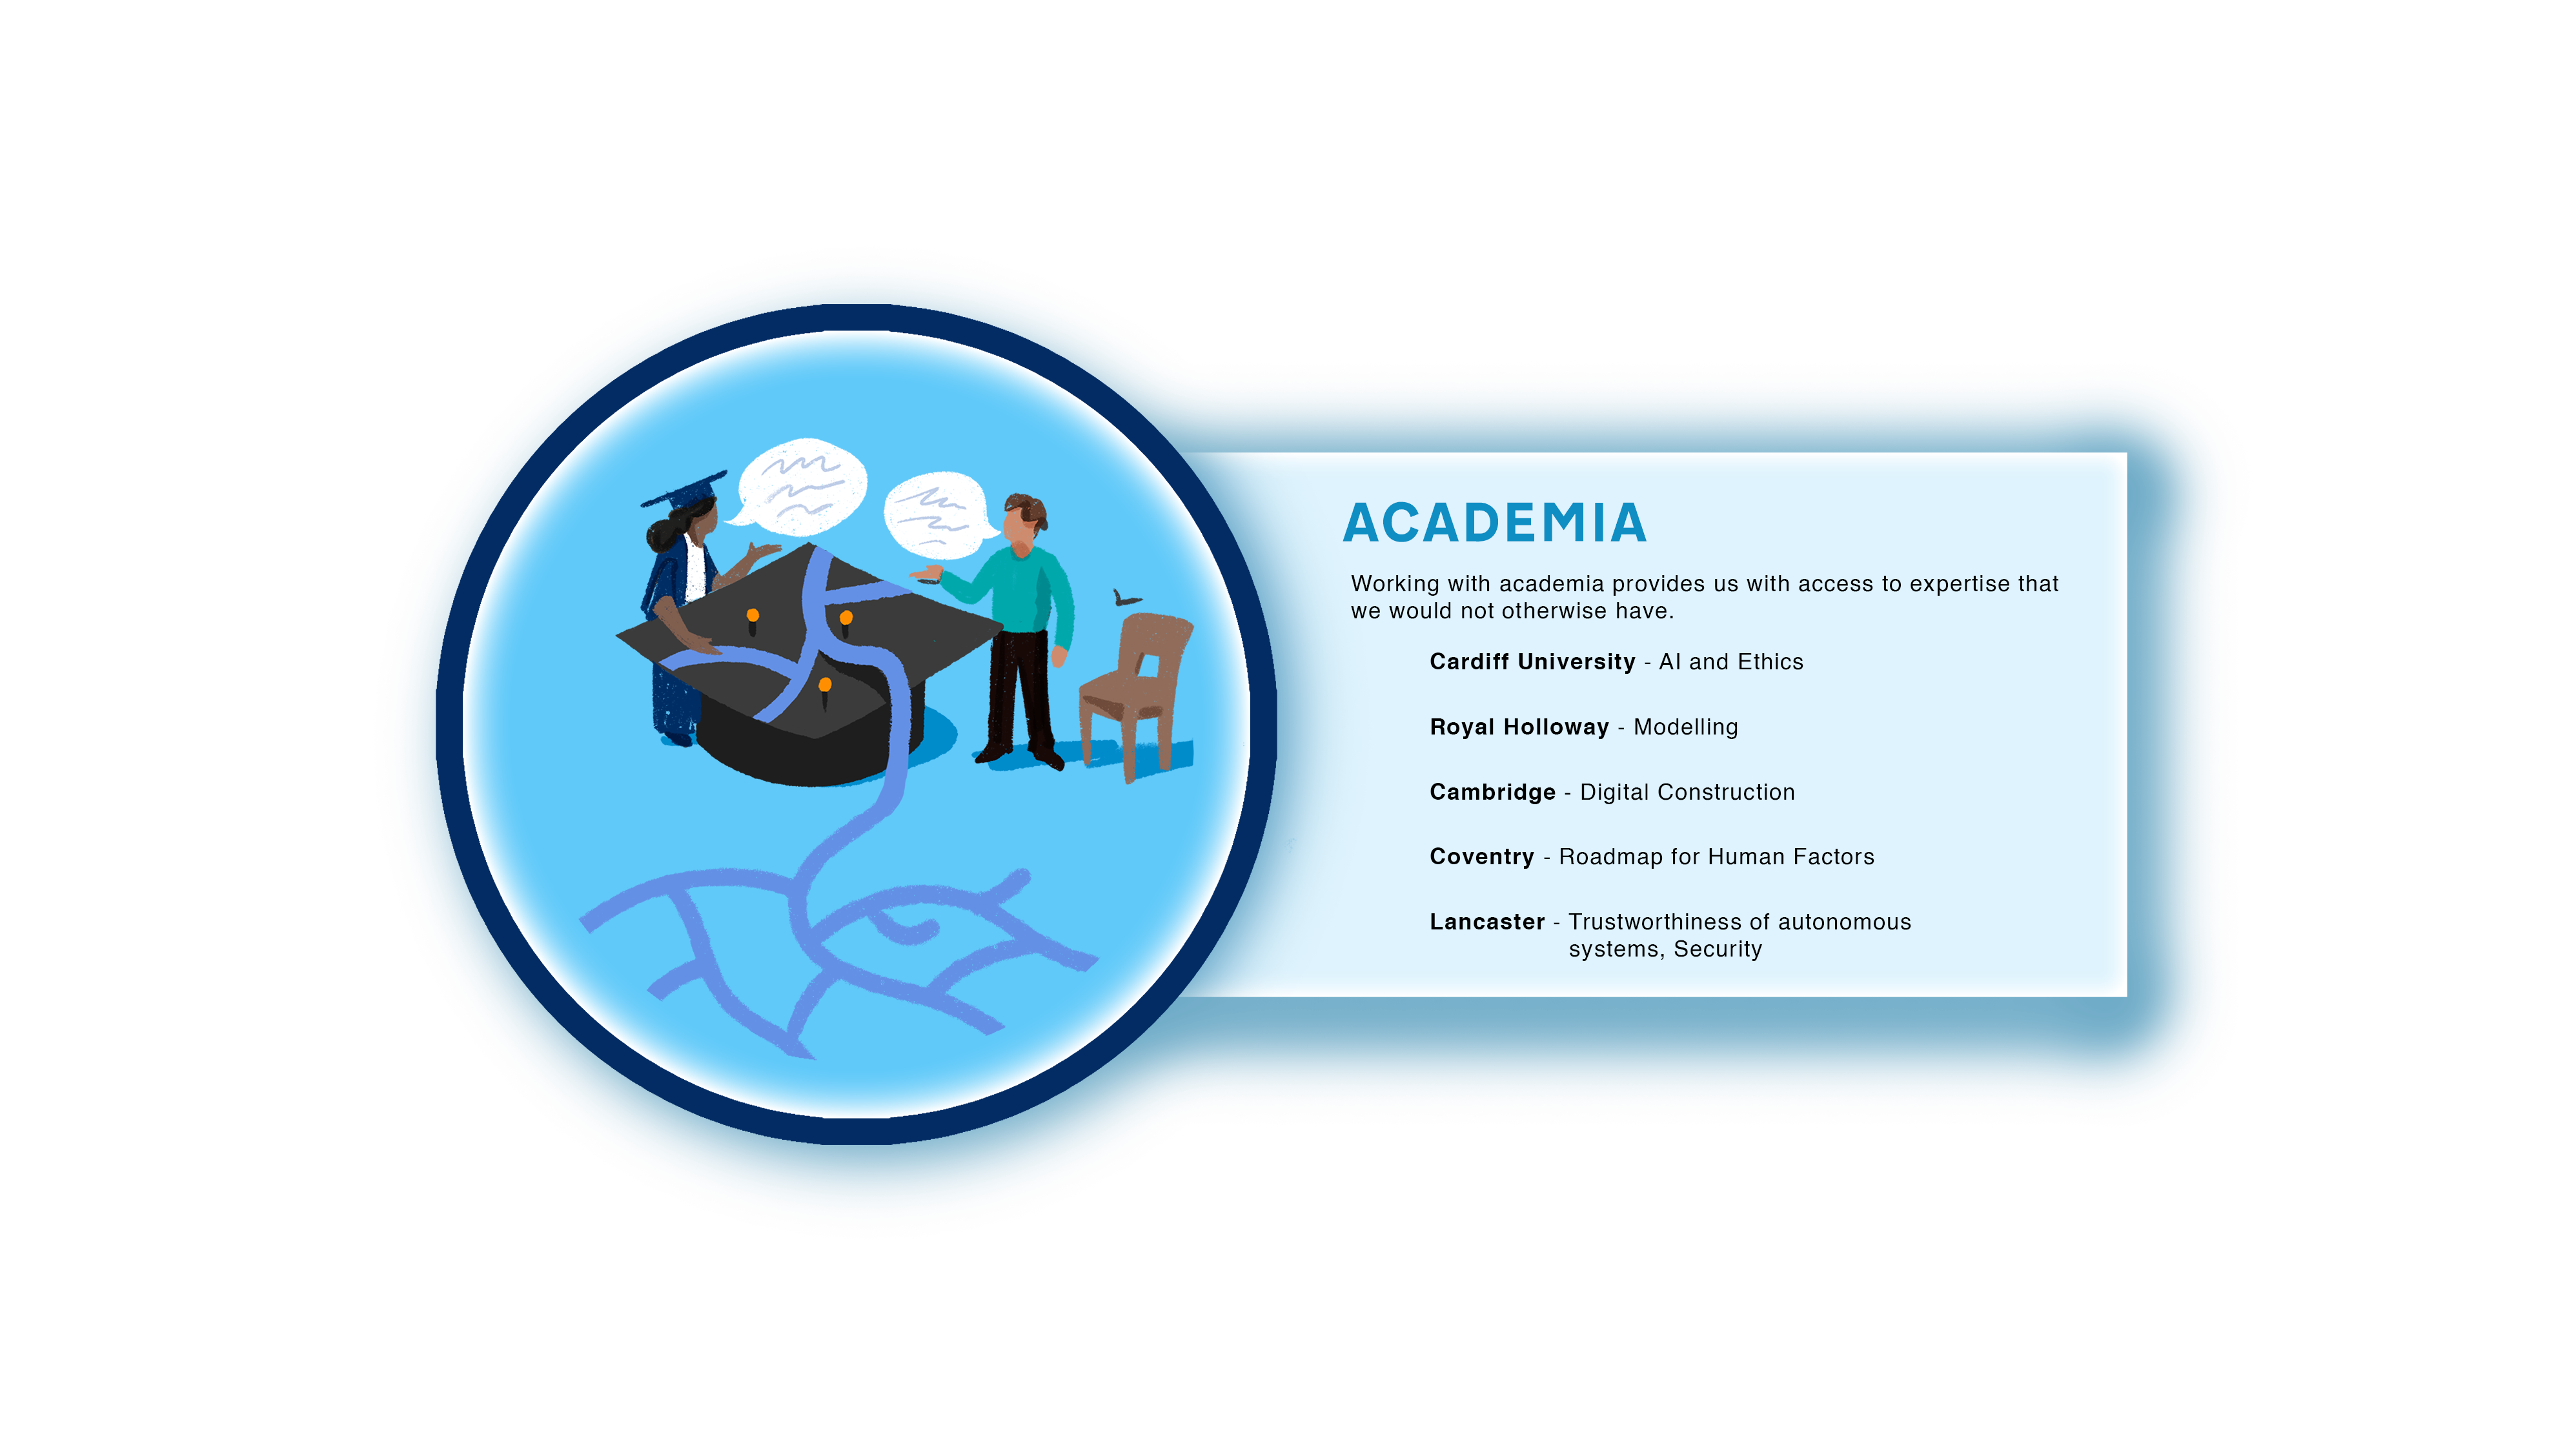 ACADEMIA
Working with academia provides us with access to expertise that
we would not otherwise have.
Cardiff University - AI and Ethics
Royal Holloway - Modelling
Cambridge - Digital Construction
Coventry - Roadmap for Human Factors
Lancaster - Trustworthiness of autonomous
systems, Security